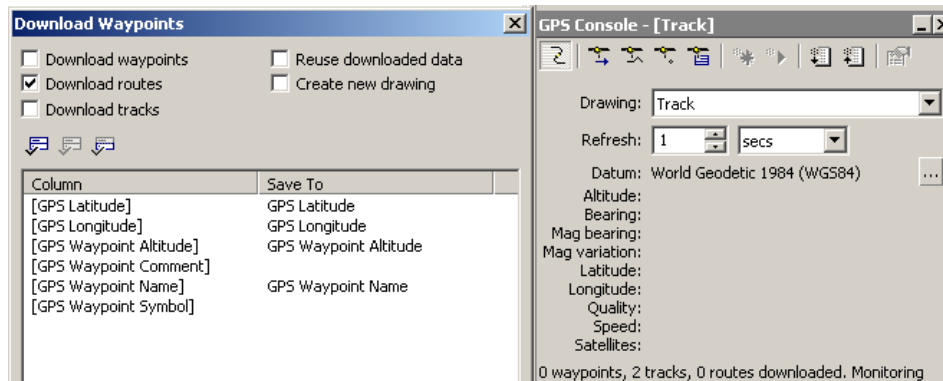 Download Waypoints
Download waypoints
Reuse downloaded data
Download routes
Create new drawing
Download tracks
Column Save To
[GPS Latitude] GPS Latitude
[GPS Longitude] GPS Longitude
[GPS Waypoint Altitude] GPS Waypoint Altitude
[GPS Waypoint Comment]
[GPS Waypoint Name] GPS Waypoint Name
[GPS Waypoint Symbol]
GPS Console - [Track]
Drawing: Track
Refresh: 1 secs
Datum: World Geodetic 1984 (WGS84) ...
Altitude:
Bearing:
Mag bearing:
Mag variation:
Latitude:
Longitude:
Quality:
Speed:
Satellites:
0 waypoints, 2 tracks, 0 routes downloaded. Monitoring